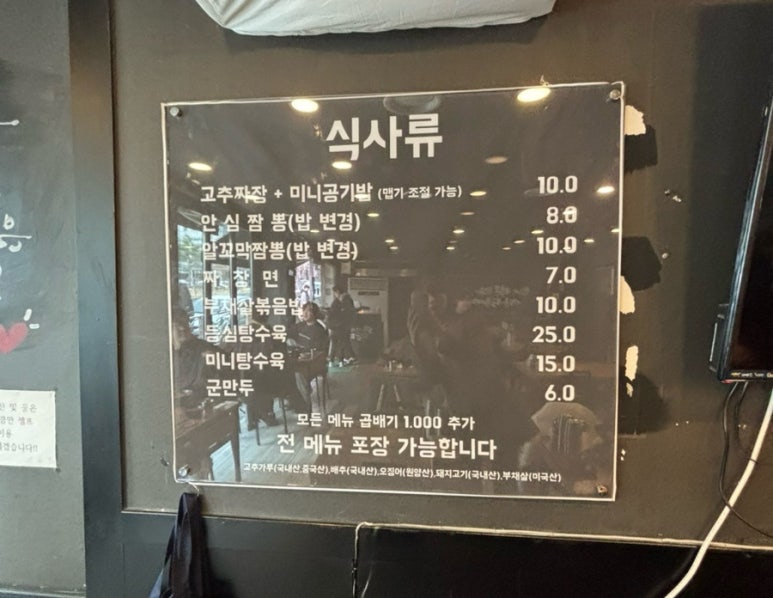 식사류
고추짜장 + 미니공기밥 (맵기 조절 가능) 10.0
안 심 짬 뽕(밥 변경) 8.0
알꼬막짬뽕(밥 변경) 10.0
짜 장 면 7.0
부채살볶음밥 10.0
등심탕수육 25.0
미니탕수육 15.0
군만두 6.0
모든 메뉴 곱배기 1.000 추가
전 메뉴 포장 가능합니다
고추가루(국내산,중국산),배추(국내산),오징어(원양산),돼지고기(국내산),부채살(미국산)